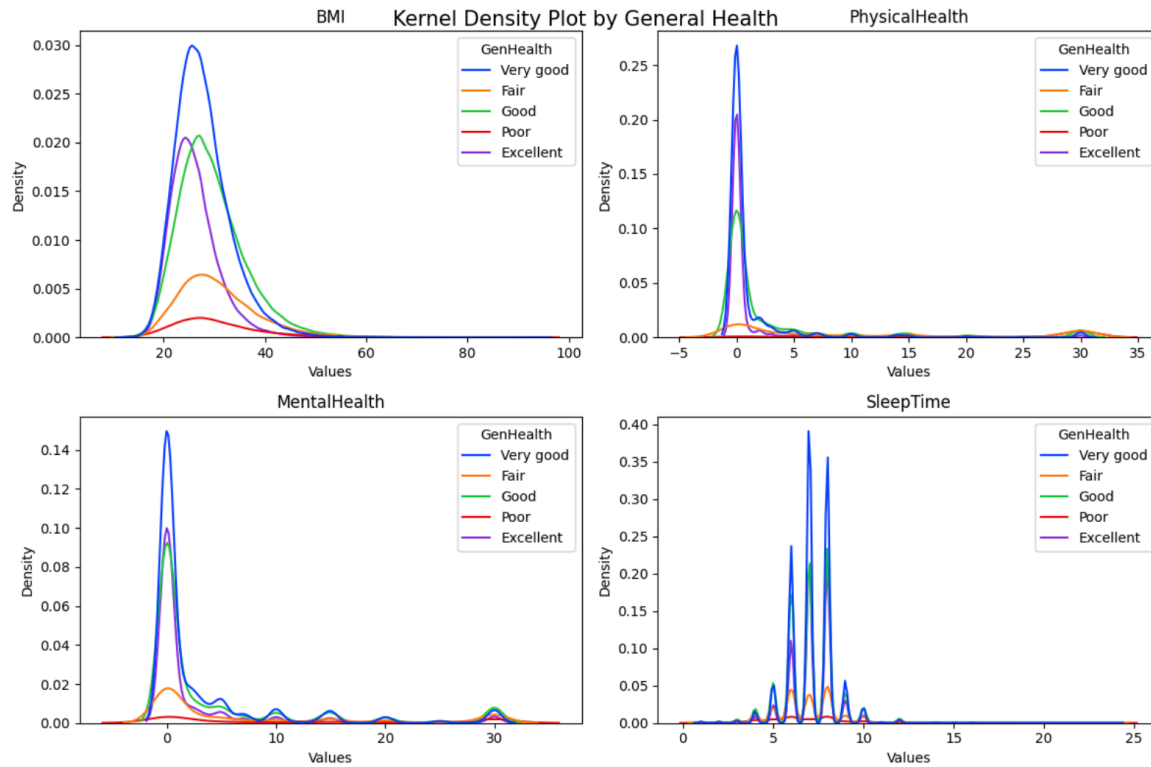 Kernel Density Plot by General Health
BMI
0.030
0.025
0.020
0.015
0.010
0.005
0.000
Density
20
40
60
80
100
Values
GenHealth
Very good
Fair
Good
Poor
Excellent
PhysicalHealth
0.25
0.20
0.15
0.10
0.05
0.00
Density
−5
0
5
10
15
20
25
30
35
Values
GenHealth
Very good
Fair
Good
Poor
Excellent
MentalHealth
0.14
0.12
0.10
0.08
0.06
0.04
0.02
0.00
Density
0
10
20
30
Values
GenHealth
Very good
Fair
Good
Poor
Excellent
SleepTime
0.40
0.35
0.30
0.25
0.20
0.15
0.10
0.05
0.00
Density
0
5
10
15
20
25
Values
GenHealth
Very good
Fair
Good
Poor
Excellent